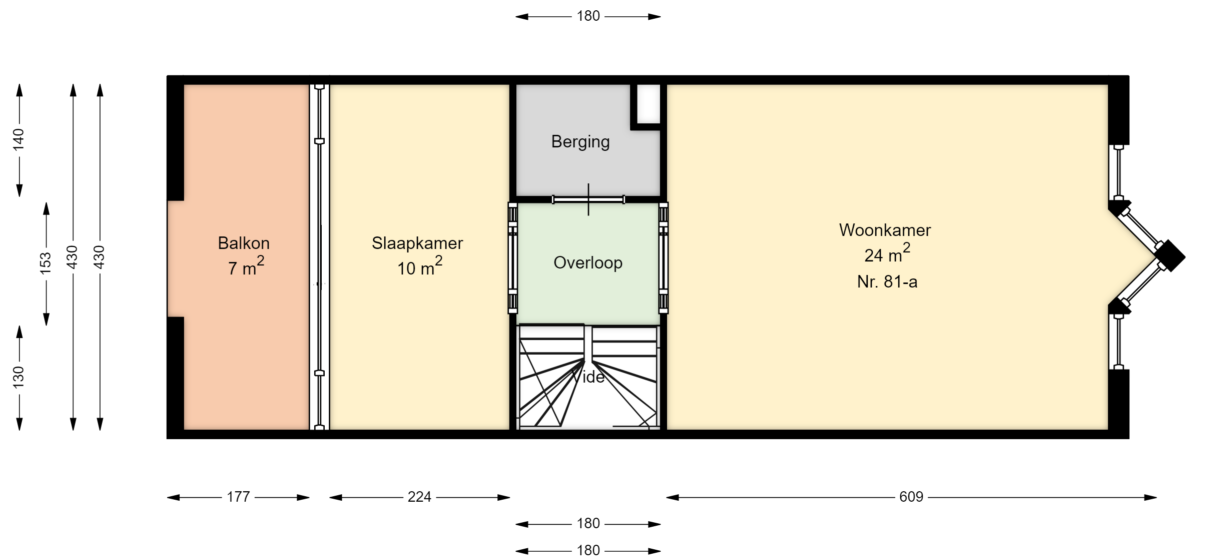 180
140
153
430
430
130
Berging
Balkon
7 m²
Slaapkamer
10 m²
Overloop
Woonkamer
24 m²
Nr. 81-a
Vide
177
224
609
180
180